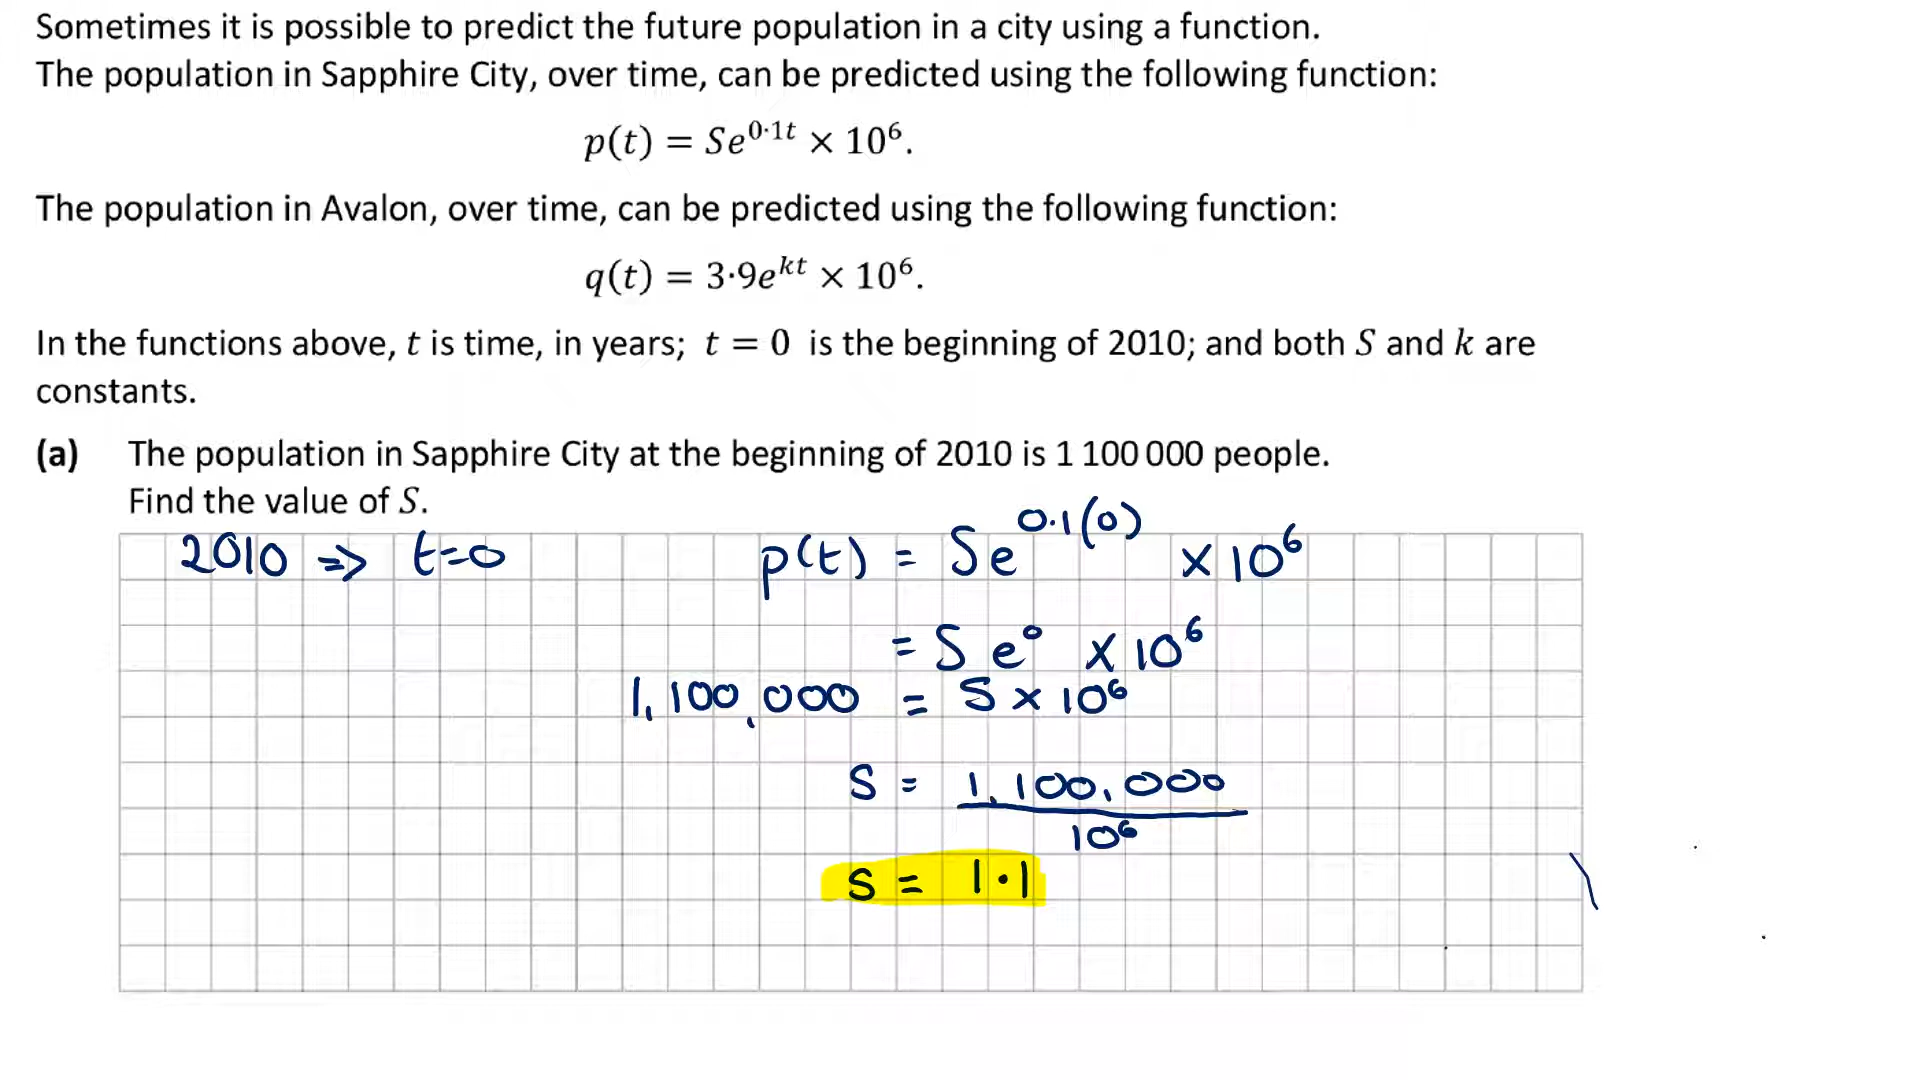 Sometimes it is possible to predict the future population in a city using a function.
The population in Sapphire City, over time, can be predicted using the following function:
p(t) = Se^{0·1t} × 10^6.
The population in Avalon, over time, can be predicted using the following function:
q(t) = 3·9e^{kt} × 10^6.
In the functions above, t is time, in years; t = 0 is the beginning of 2010; and both S and k are
constants.
(a) The population in Sapphire City at the beginning of 2010 is 1 100 000 people.
Find the value of S.
2010 => t=0 p(t) = Se^{0.1(0)} × 10^6
= S e^0 × 10^6
1,100,000 = S × 10^6
S = 1,100,000 / 10^6
S = 1·1